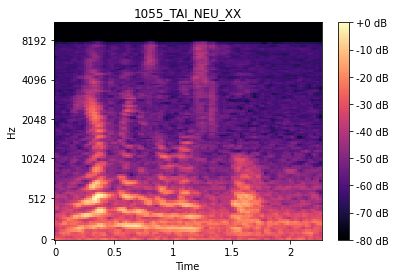 1055_TAI_NEU_XX
+0 dB
8192
-10 dB
4096
-20 dB
-30 dB
2048
Hz
-40 dB
1024
-50 dB
512
-60 dB
-70 dB
0
-80 dB
0 0.5 1 1.5 2
Time